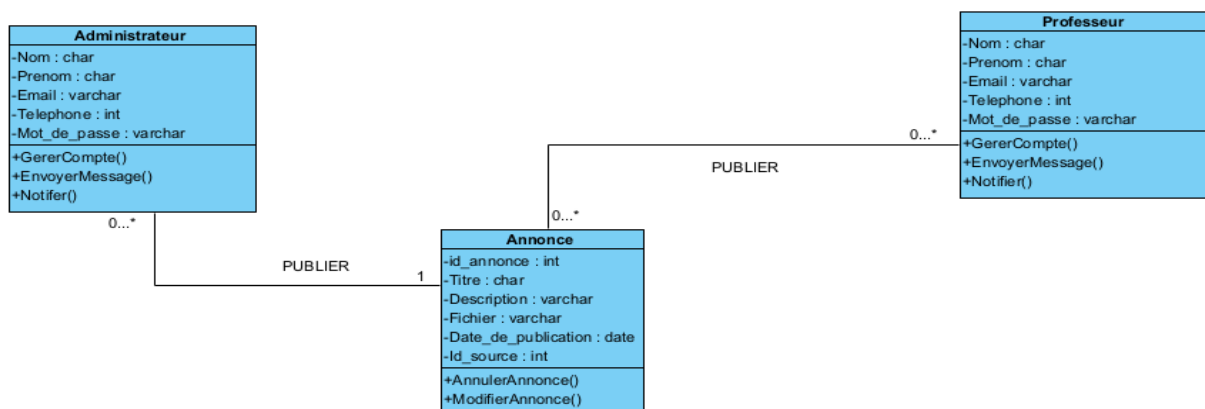 Administrateur
-Nom : char
-Prenom : char
-Email : varchar
-Telephone : int
-Mot_de_passe : varchar
+GererCompte()
+EnvoyerMessage()
+Notifer()
0...*
PUBLIER
1
Professeur
-Nom : char
-Prenom : char
-Email : varchar
-Telephone : int
-Mot_de_passe : varchar
+GererCompte()
+EnvoyerMessage()
+Notifier()
0...*
PUBLIER
0...*
Annonce
-id_annonce : int
-Titre : char
-Description : varchar
-Fichier : varchar
-Date_de_publication : date
-Id_source : int
+AnnulerAnnonce()
+ModifierAnnonce()